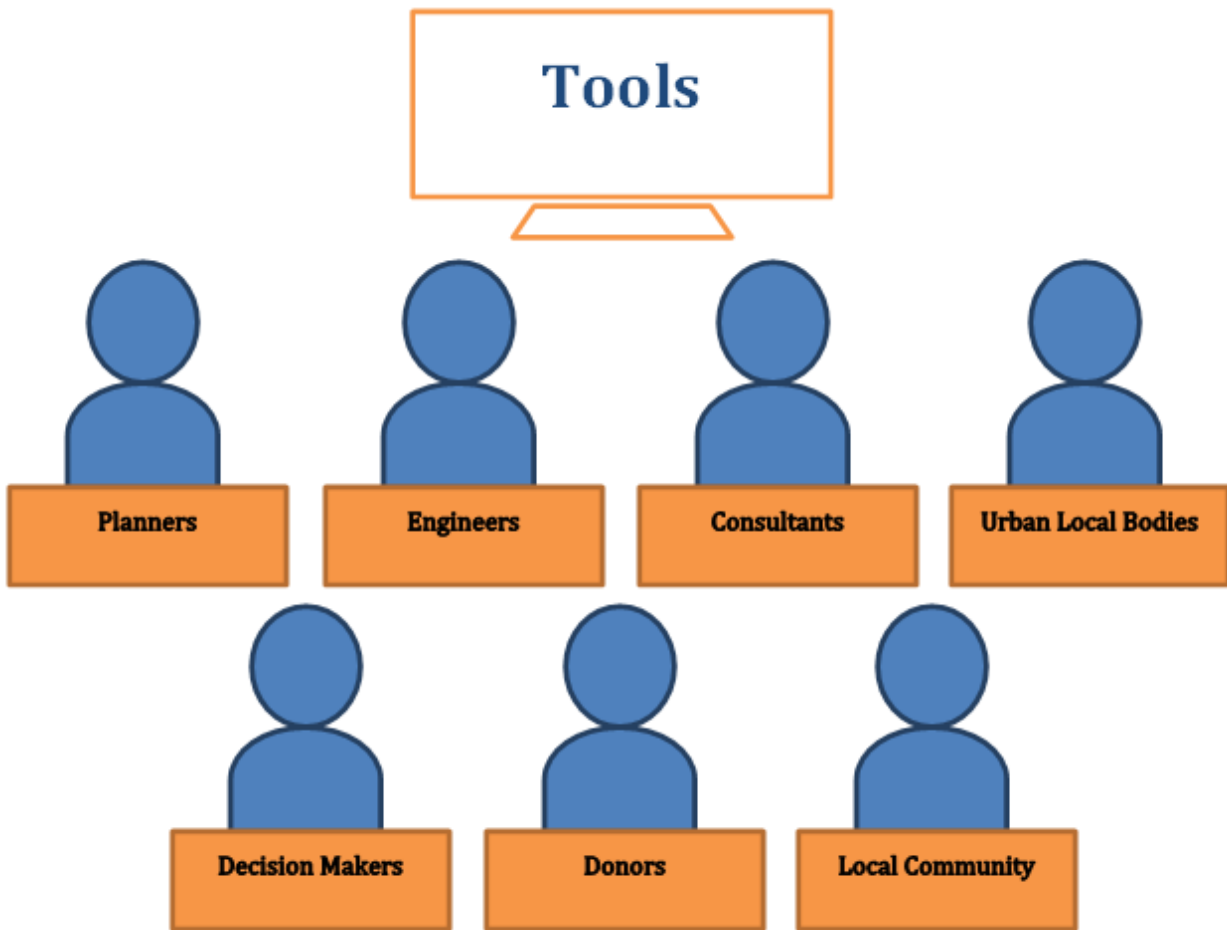 Tools
Planners
Engineers
Consultants
Urban Local Bodies
Decision Makers
Donors
Local Community